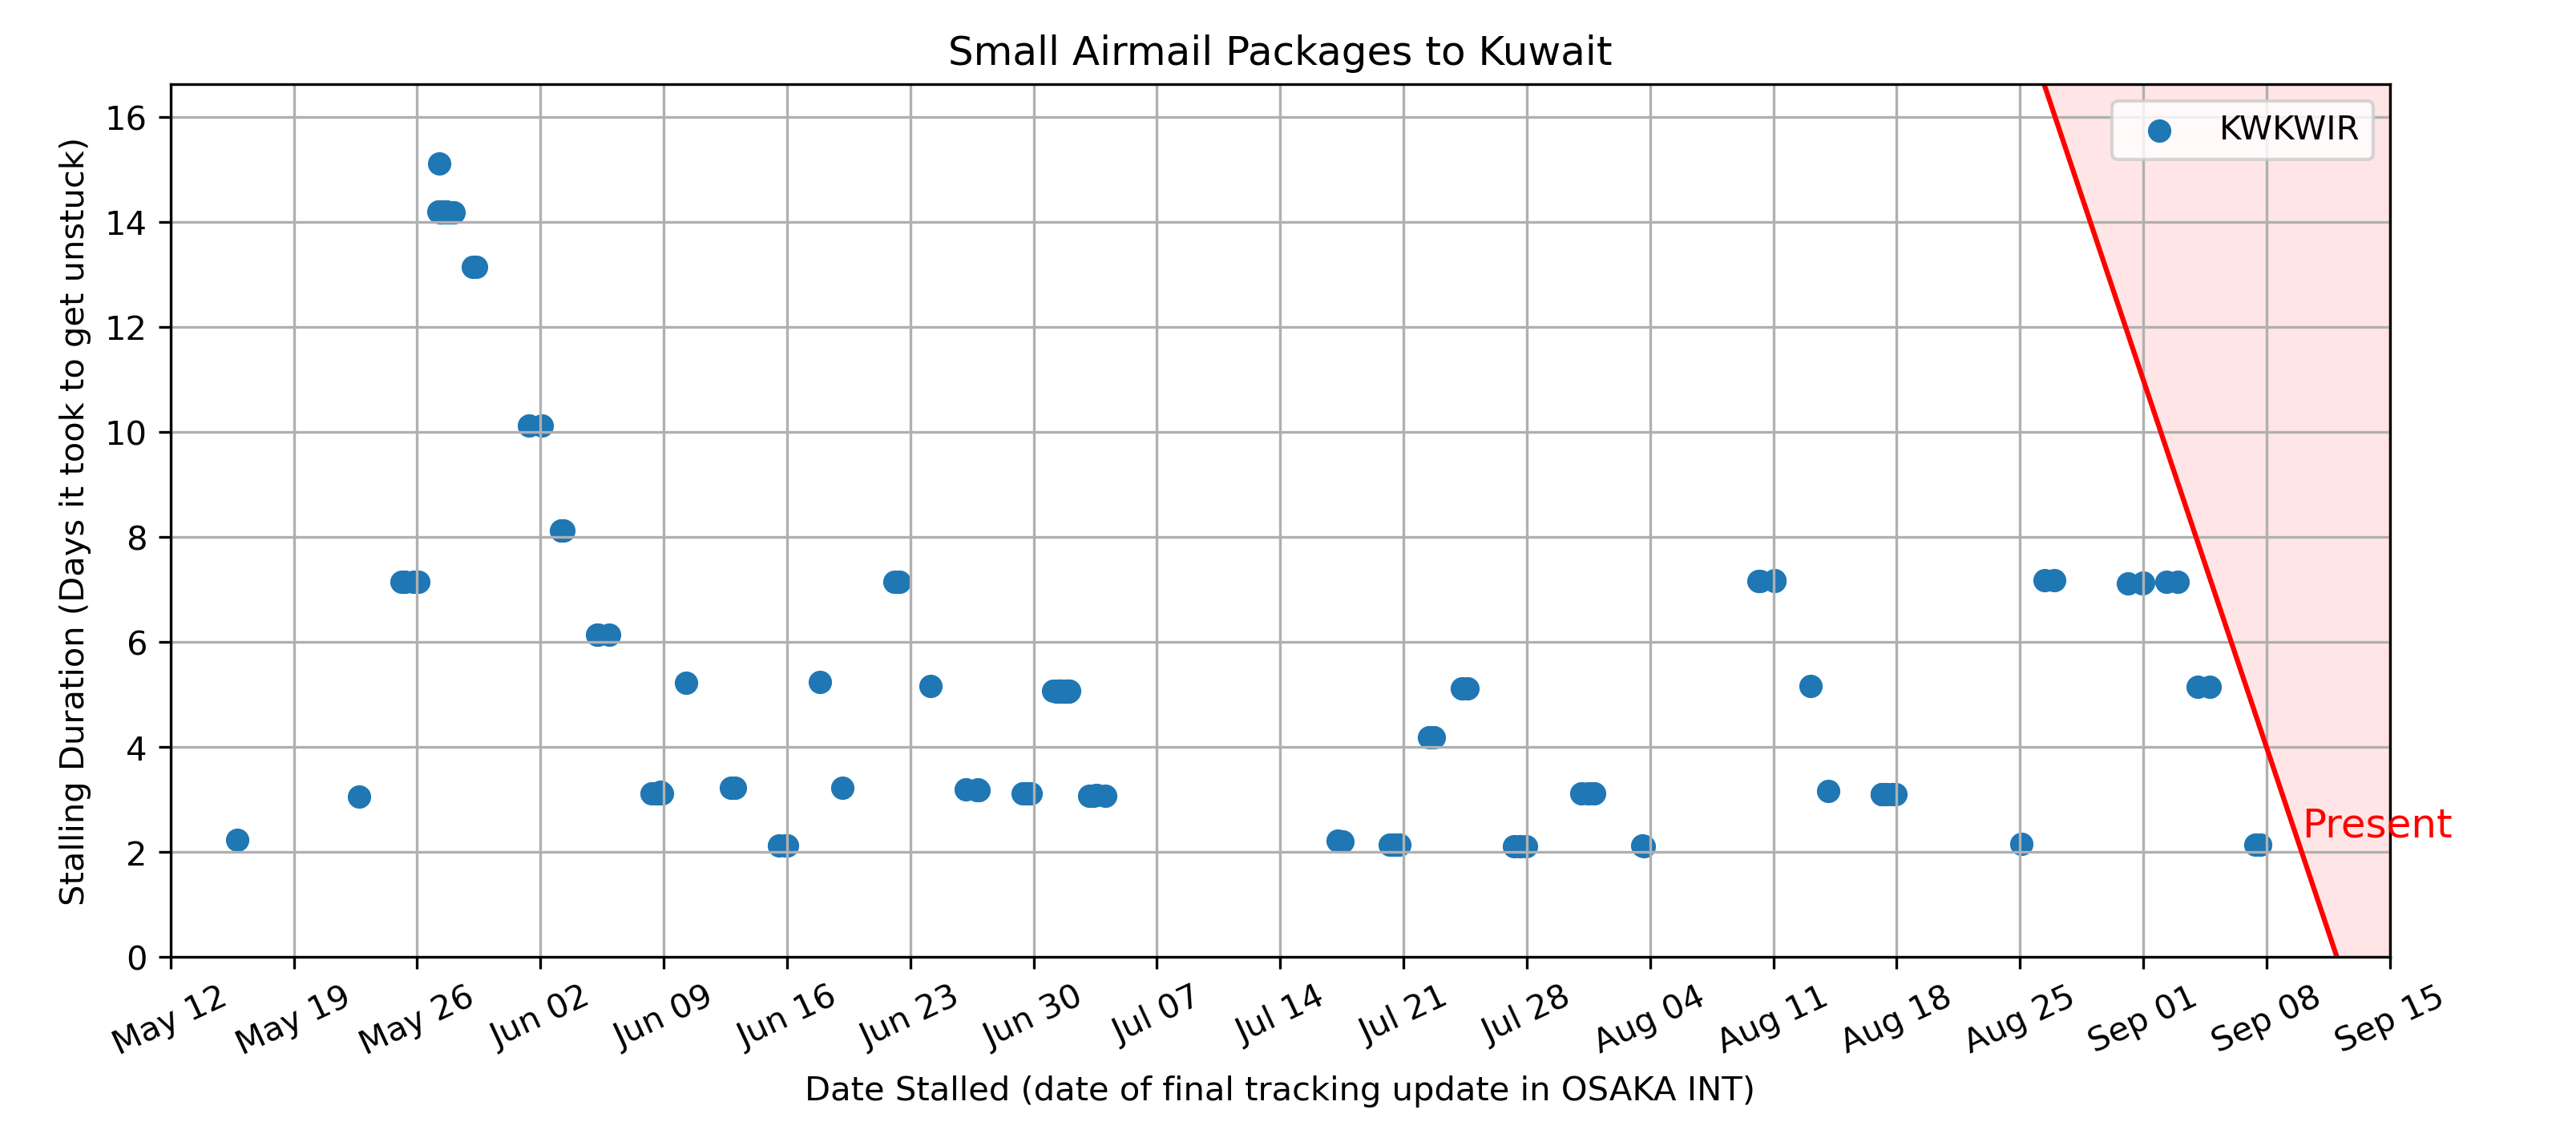 Small Airmail Packages to Kuwait
KWKWIR
Stalling Duration (Days it took to get unstuck)
16
14
12
10
8
6
4
2
0
Present
May 12
May 19
May 26
Jun 02
Jun 09
Jun 16
Jun 23
Jun 30
Jul 07
Jul 14
Jul 21
Jul 28
Aug 04
Aug 11
Aug 18
Aug 25
Sep 01
Sep 08
Sep 15
Date Stalled (date of final tracking update in OSAKA INT)